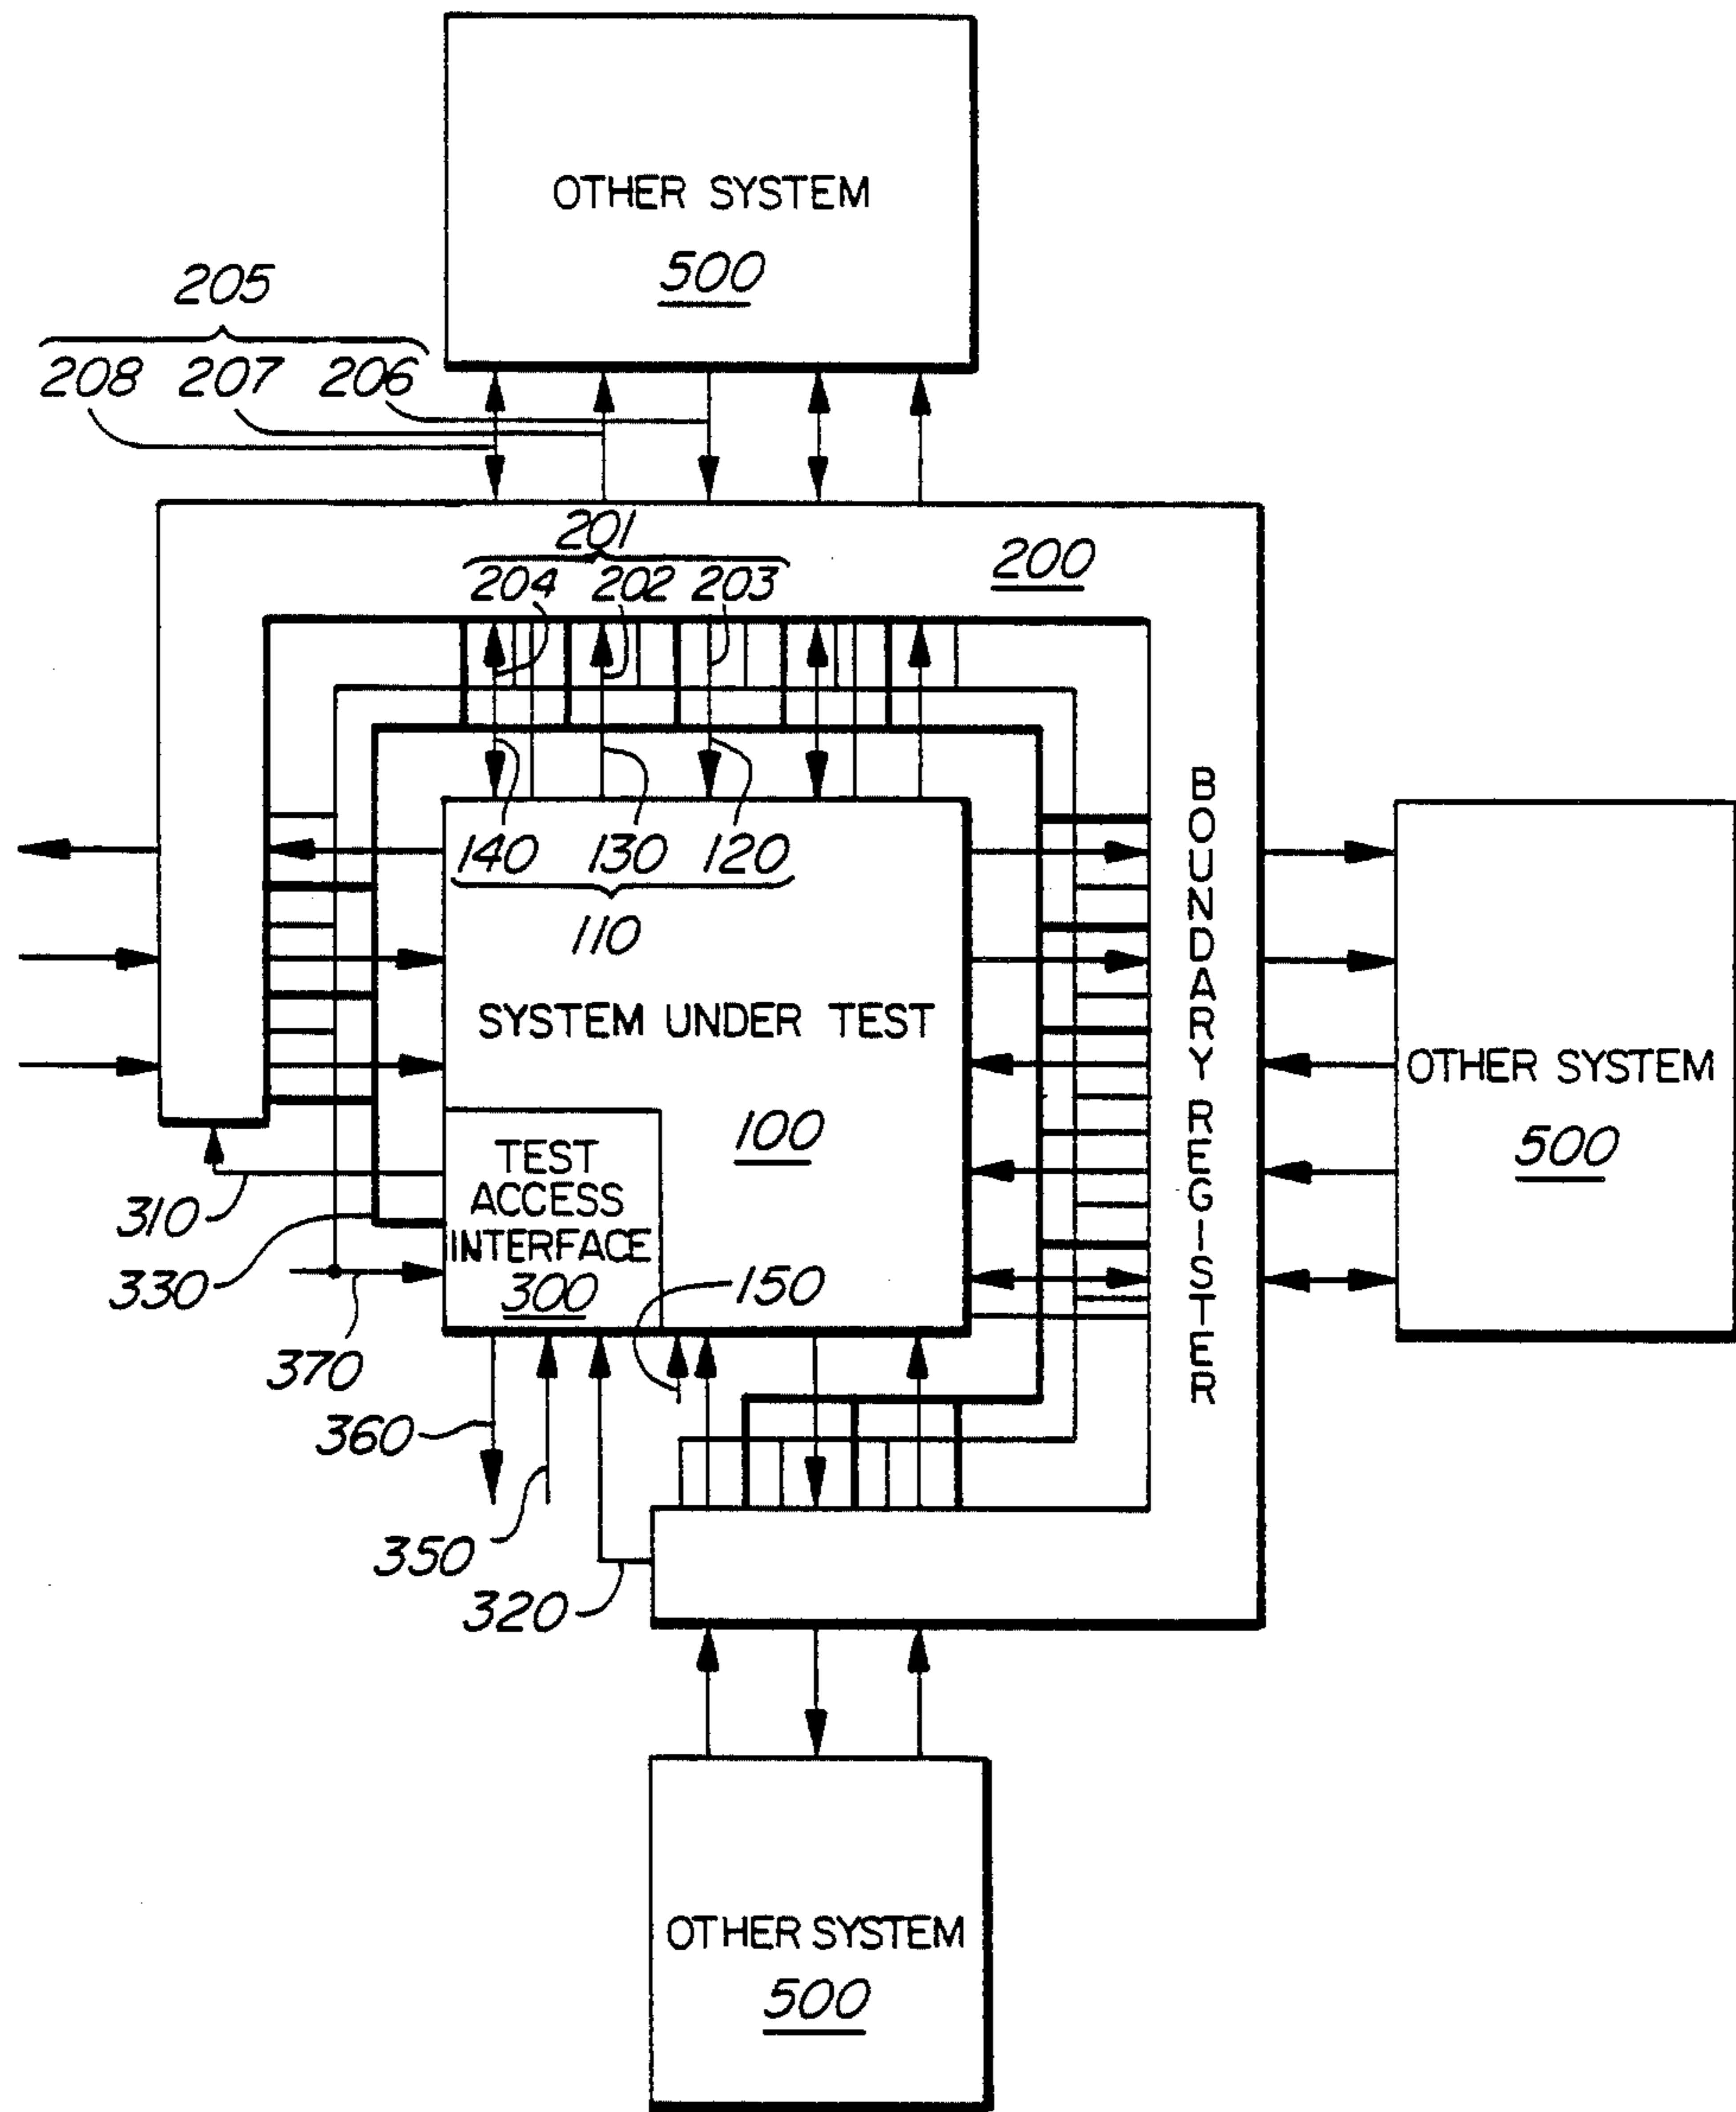 OTHER SYSTEM
500
205
208 207 206
201
204 202 203
200
140 130 120
110
SYSTEM UNDER TEST
100
TEST
ACCESS
INTERFACE
300
150
BOUNDARY REGISTER
OTHER SYSTEM
500
310
330
370
360
350
320
OTHER SYSTEM
500